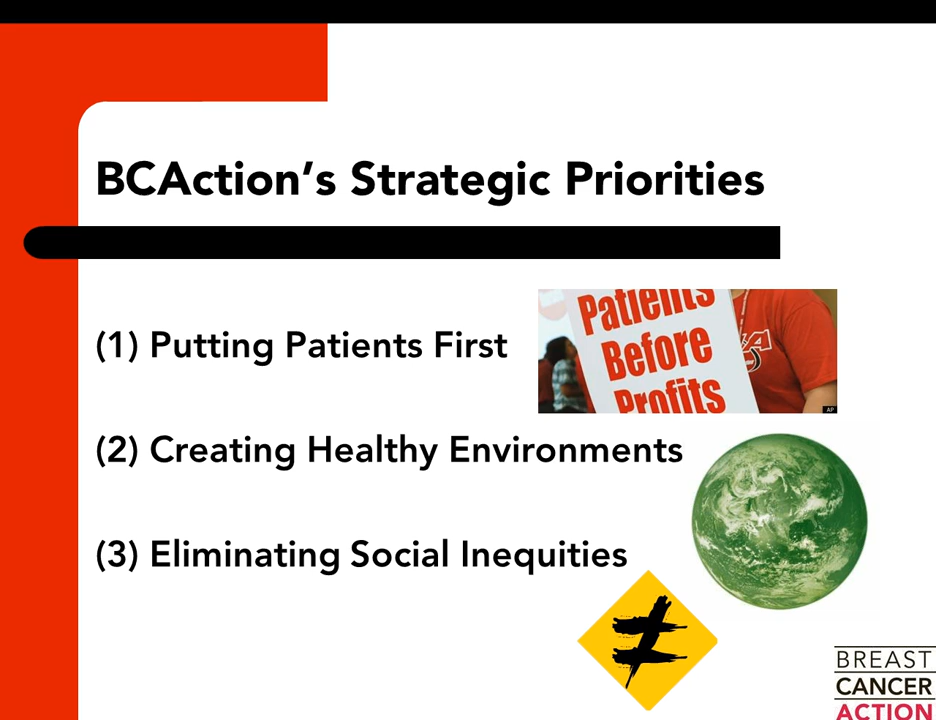 BCAction’s Strategic Priorities
(1) Putting Patients First
Patients
Before
Profits
AP
(2) Creating Healthy Environments
(3) Eliminating Social Inequities
≠
BREAST
CANCER
ACTION